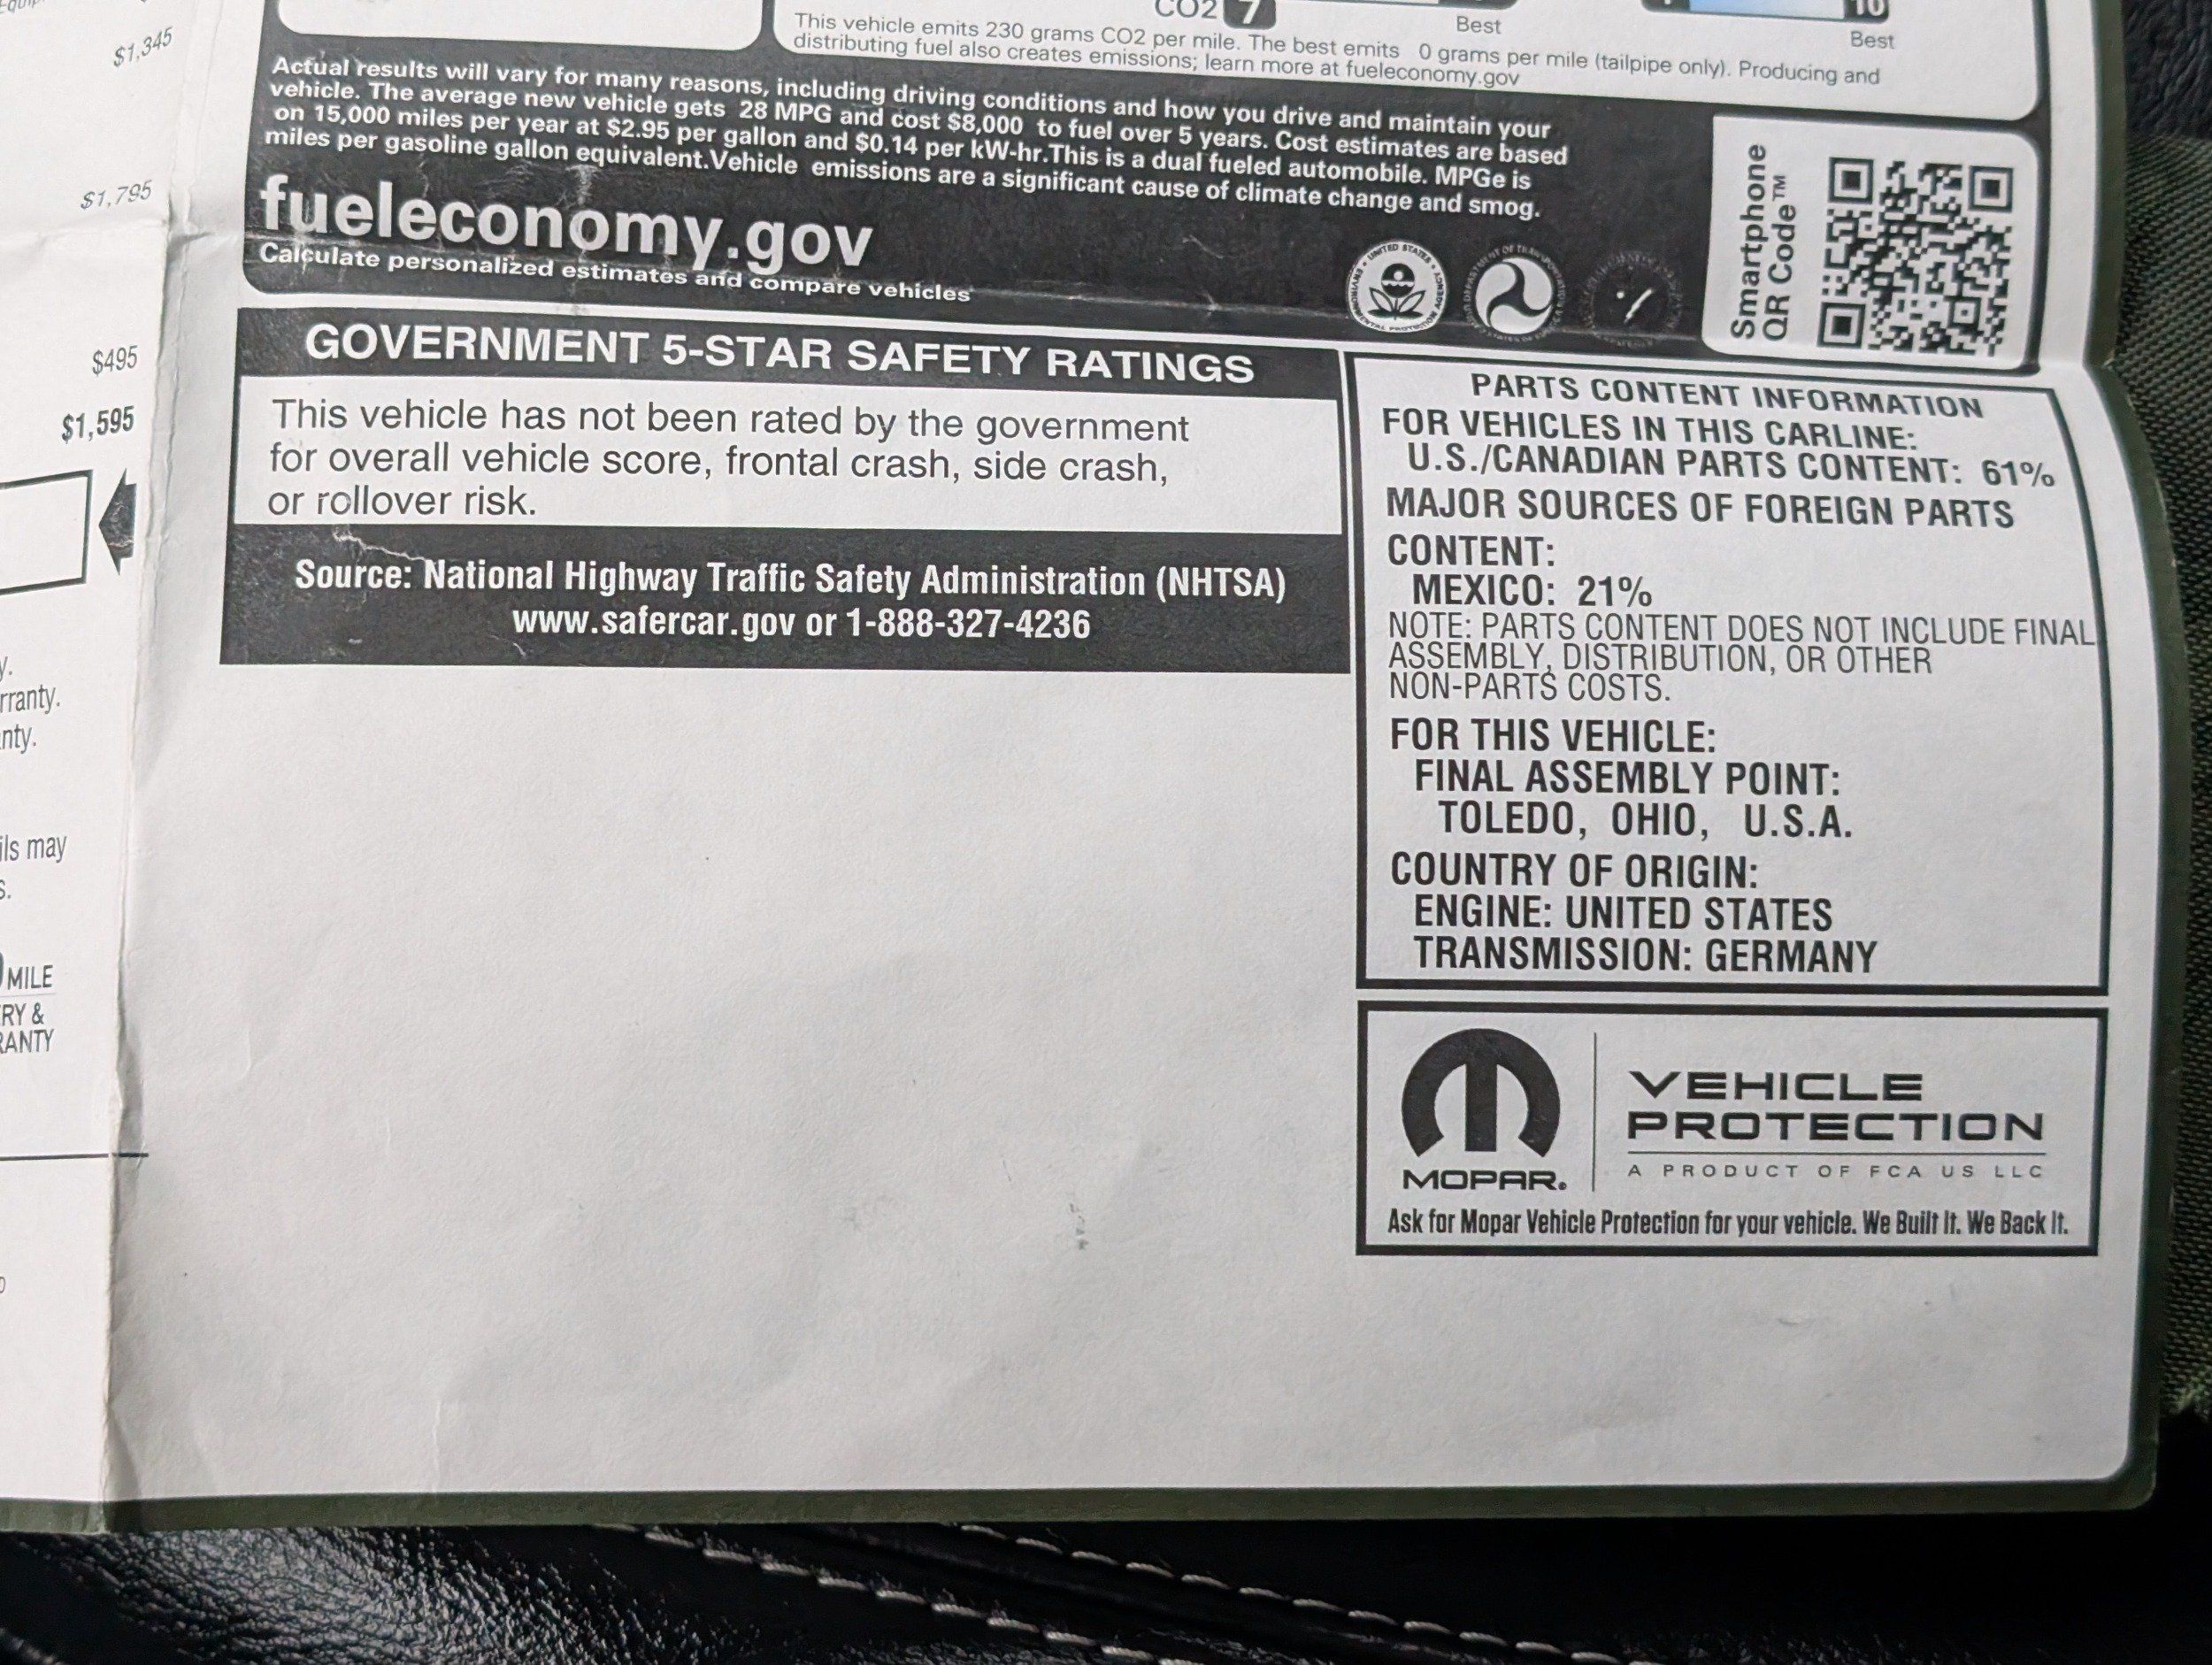 $1,345
$1,795
$495
$1,595
rranty.
nty.
ils may
s.
MILE
RY &
RANTY
CO2 7
Best
10
Best
This vehicle emits 230 grams CO2 per mile. The best emits 0 grams per mile (tailpipe only). Producing and
distributing fuel also creates emissions; learn more at fueleconomy.gov
Actual results will vary for many reasons, including driving conditions and how you drive and maintain your
vehicle. The average new vehicle gets 28 MPG and cost $8,000 to fuel over 5 years. Cost estimates are based
on 15,000 miles per year at $2.95 per gallon and $0.14 per kW-hr.This is a dual fueled automobile. MPGe is
miles per gasoline gallon equivalent.Vehicle emissions are a significant cause of climate change and smog.
fueleconomy.gov
Calculate personalized estimates and compare vehicles
Smartphone
QR Code™
GOVERNMENT 5-STAR SAFETY RATINGS
This vehicle has not been rated by the government
for overall vehicle score, frontal crash, side crash,
or rollover risk.
Source: National Highway Traffic Safety Administration (NHTSA)
www.safercar.gov or 1-888-327-4236
PARTS CONTENT INFORMATION
FOR VEHICLES IN THIS CARLINE:
U.S./CANADIAN PARTS CONTENT: 61%
MAJOR SOURCES OF FOREIGN PARTS
CONTENT:
MEXICO: 21%
NOTE: PARTS CONTENT DOES NOT INCLUDE FINAL
ASSEMBLY, DISTRIBUTION, OR OTHER
NON-PARTS COSTS.
FOR THIS VEHICLE:
FINAL ASSEMBLY POINT:
TOLEDO, OHIO, U.S.A.
COUNTRY OF ORIGIN:
ENGINE: UNITED STATES
TRANSMISSION: GERMANY
MOPAR.
VEHICLE
PROTECTION
A PRODUCT OF FCA US LLC
Ask for Mopar Vehicle Protection for your vehicle. We Built It. We Back It.